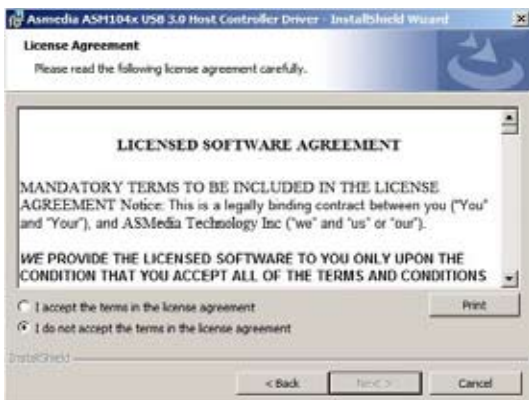 Asmedia ASM104x USB 3.0 Host Controller Driver - InstallShield Wizard
License Agreement
Please read the following license agreement carefully.
LICENSED SOFTWARE AGREEMENT
MANDATORY TERMS TO BE INCLUDED IN THE LICENSE
AGREEMENT Notice: This is a legally binding contract between you ("You"
and "Your"), and ASMedia Technology Inc ("we" and "us" or "our").
WE PROVIDE THE LICENSED SOFTWARE TO YOU ONLY UPON THE
CONDITION THAT YOU ACCEPT ALL OF THE TERMS AND CONDITIONS
I accept the terms in the license agreement
Print
I do not accept the terms in the license agreement
InstallShield
< Back
Next >
Cancel